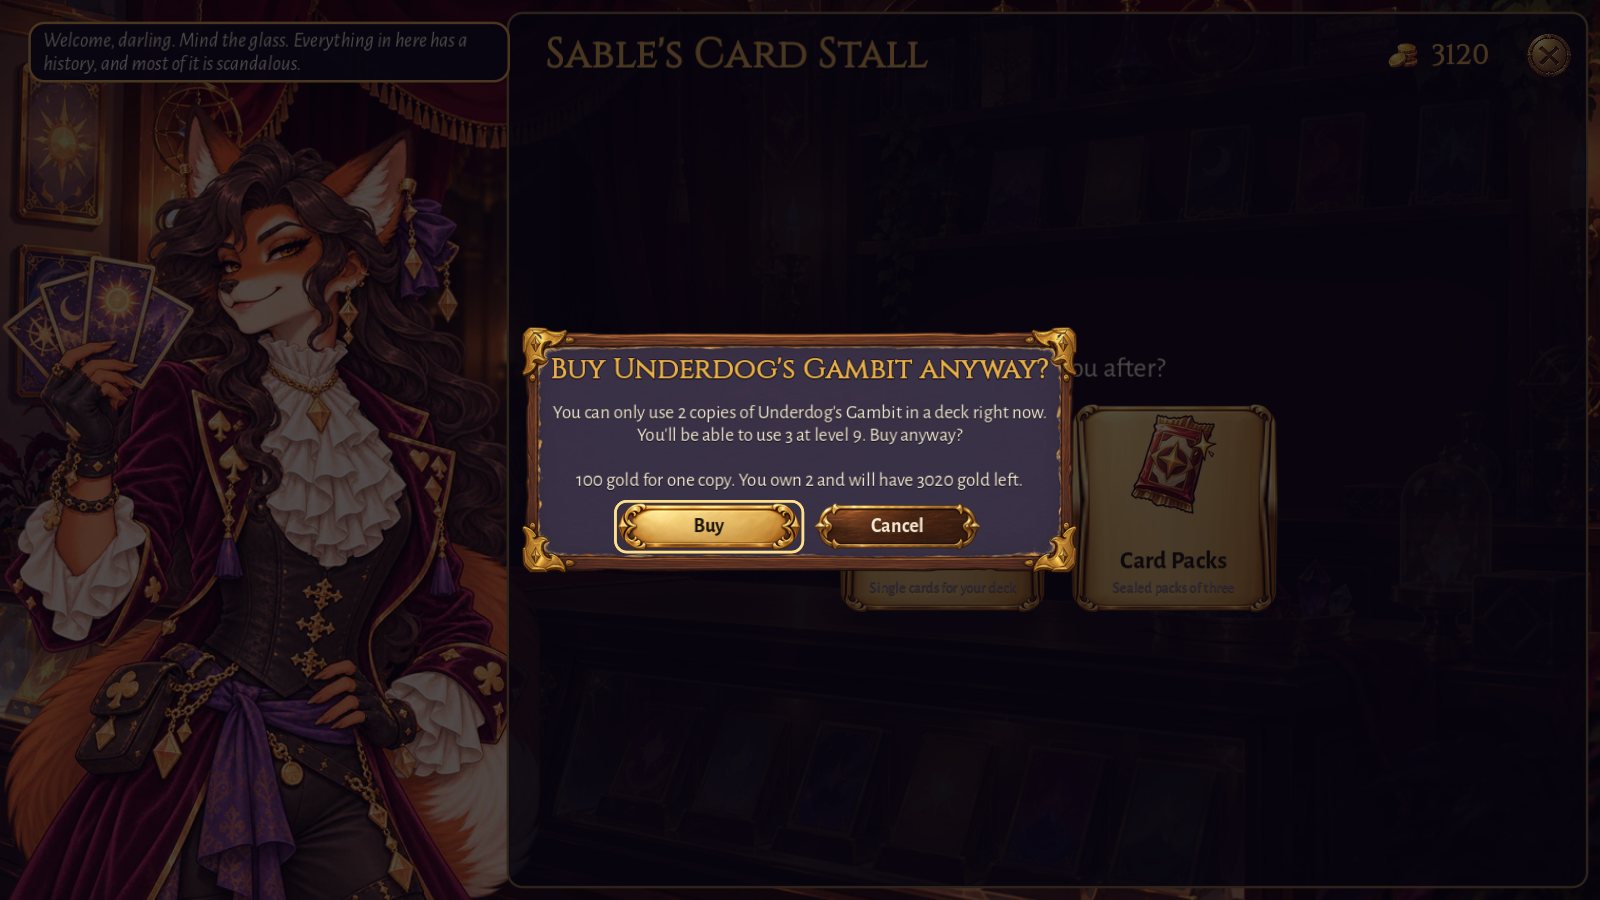 Welcome, darling. Mind the glass. Everything in here has a
history, and most of it is scandalous.
Sable's Card Stall
3120
Buy Underdog's Gambit anyway?
You can only use 2 copies of Underdog's Gambit in a deck right now.
You'll be able to use 3 at level 9. Buy anyway?
100 gold for one copy. You own 2 and will have 3020 gold left.
Buy
Cancel
you after?
Card Packs
Single cards for your deck
Sealed packs of three